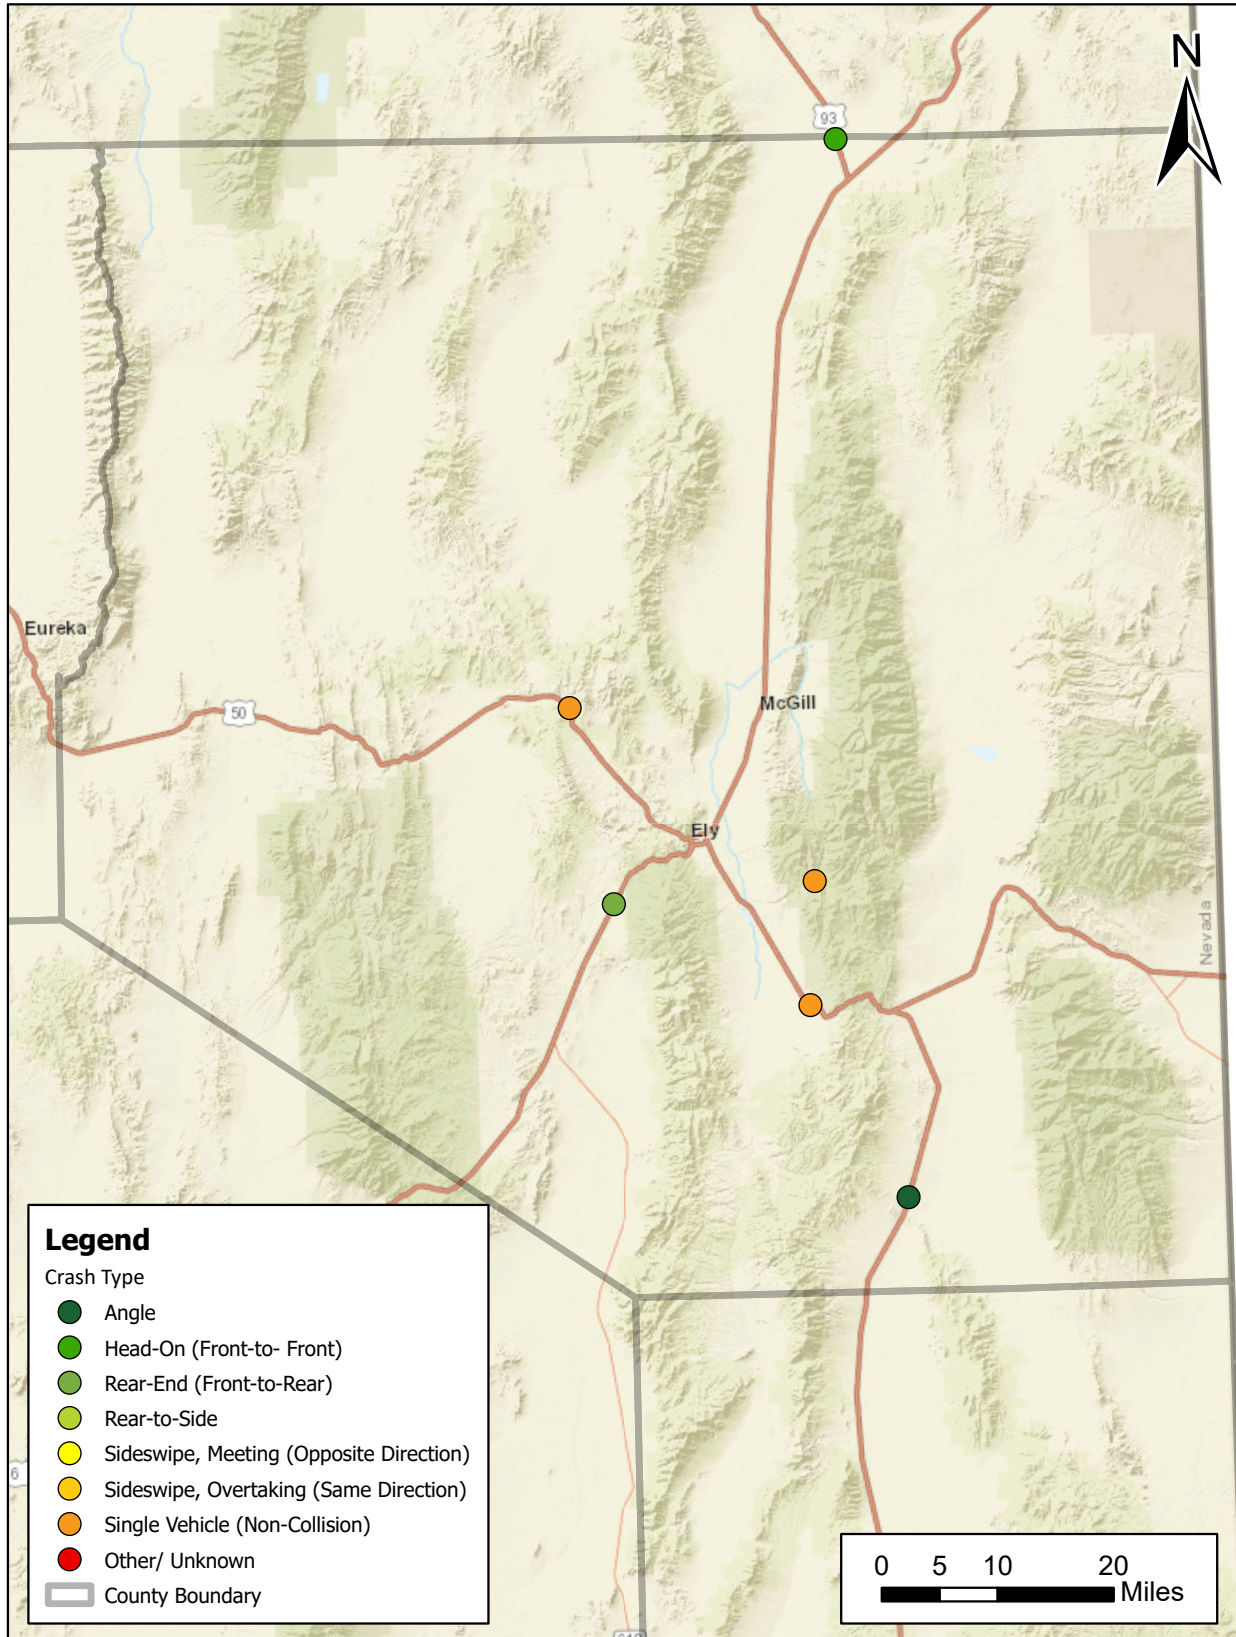 N
93
Eureka
50
McGill
Ely
Nevada
Legend
Crash Type
Angle
Head-On (Front-to- Front)
Rear-End (Front-to-Rear)
Rear-to-Side
Sideswipe, Meeting (Opposite Direction)
Sideswipe, Overtaking (Same Direction)
Single Vehicle (Non-Collision)
Other/ Unknown
County Boundary
6
0 5 10 20
Miles